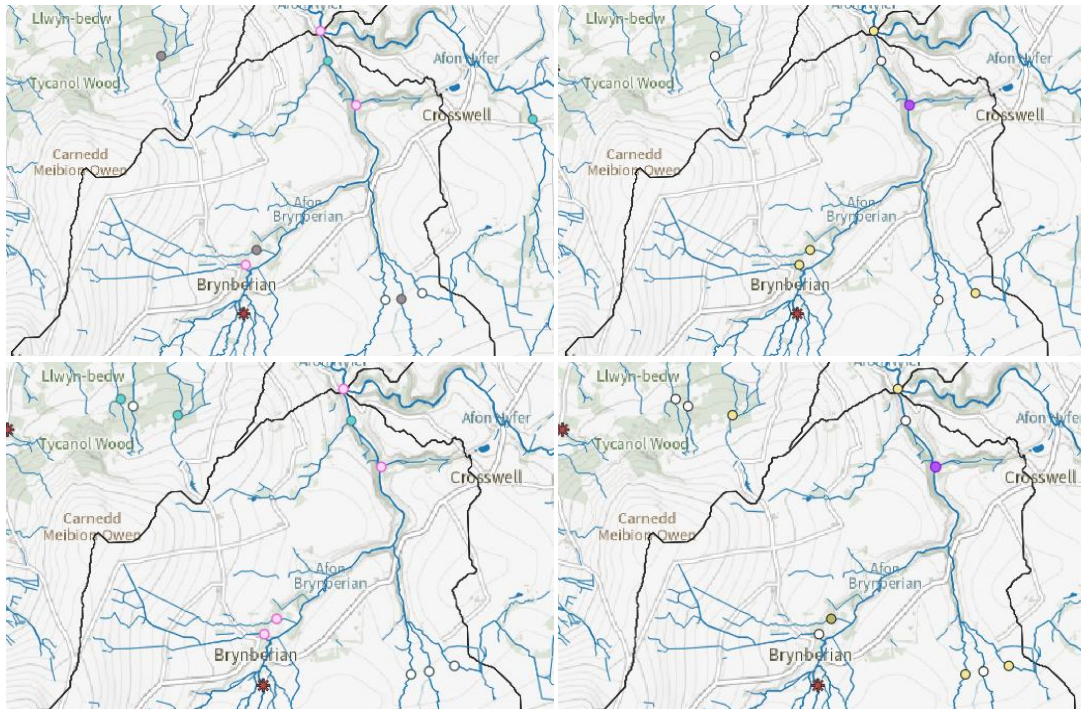 Llwyn-bedw
Tycanol Wood
Afon Nyfer
Crosswell
Carnedd
Meibion Owen
Afon
Brynberian
Brynberian
Llwyn-bedw
Tycanol Wood
Afon Nyfer
Crosswell
Carnedd
Meibion Owen
Afon
Brynberian
Brynberian
Llwyn-bedw
Tycanol Wood
Afon Nyfer
Crosswell
Carnedd
Meibion Owen
Afon
Brynberian
Brynberian
Llwyn-bedw
Tycanol Wood
Afon Nyfer
Crosswell
Carnedd
Meibion Owen
Afon
Brynberian
Brynberian